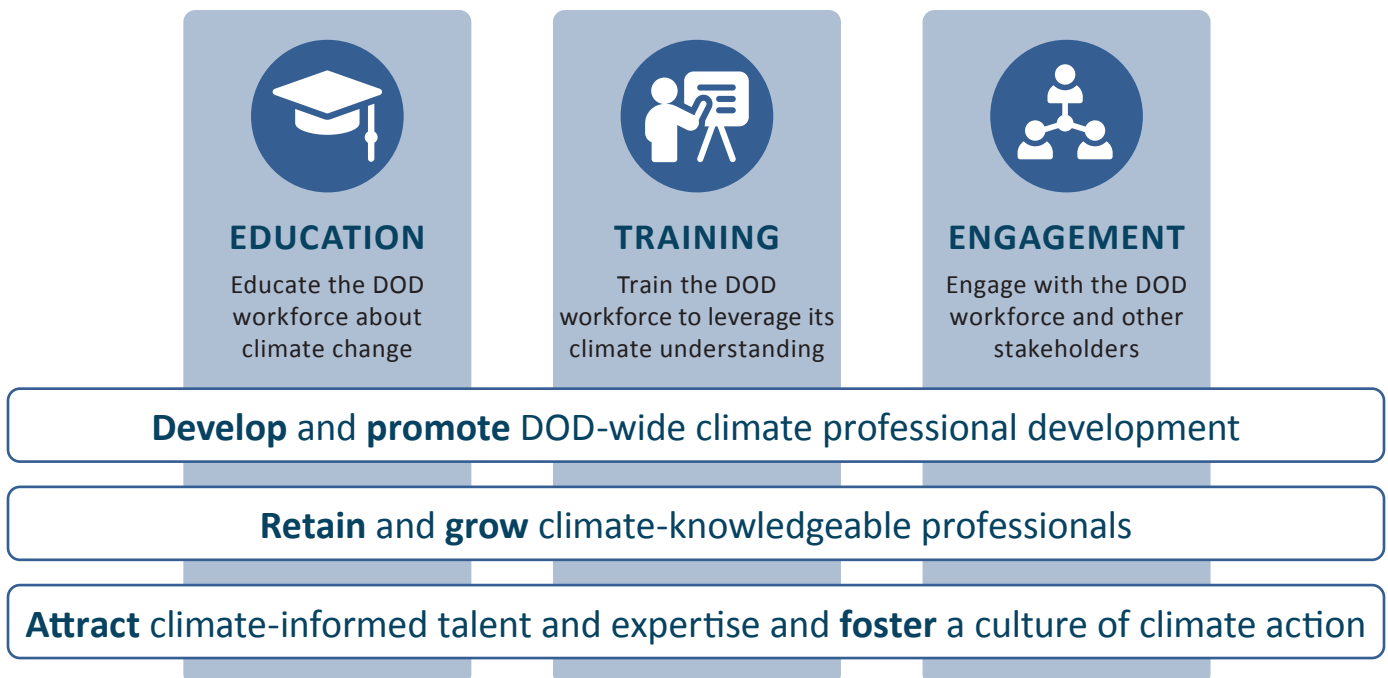 EDUCATION
Educate the DOD
workforce about
climate change
TRAINING
Train the DOD
workforce to leverage its
climate understanding
ENGAGEMENT
Engage with the DOD
workforce and other
stakeholders
Develop and promote DOD-wide climate professional development
Retain and grow climate-knowledgeable professionals
Attract climate-informed talent and expertise and foster a culture of climate action